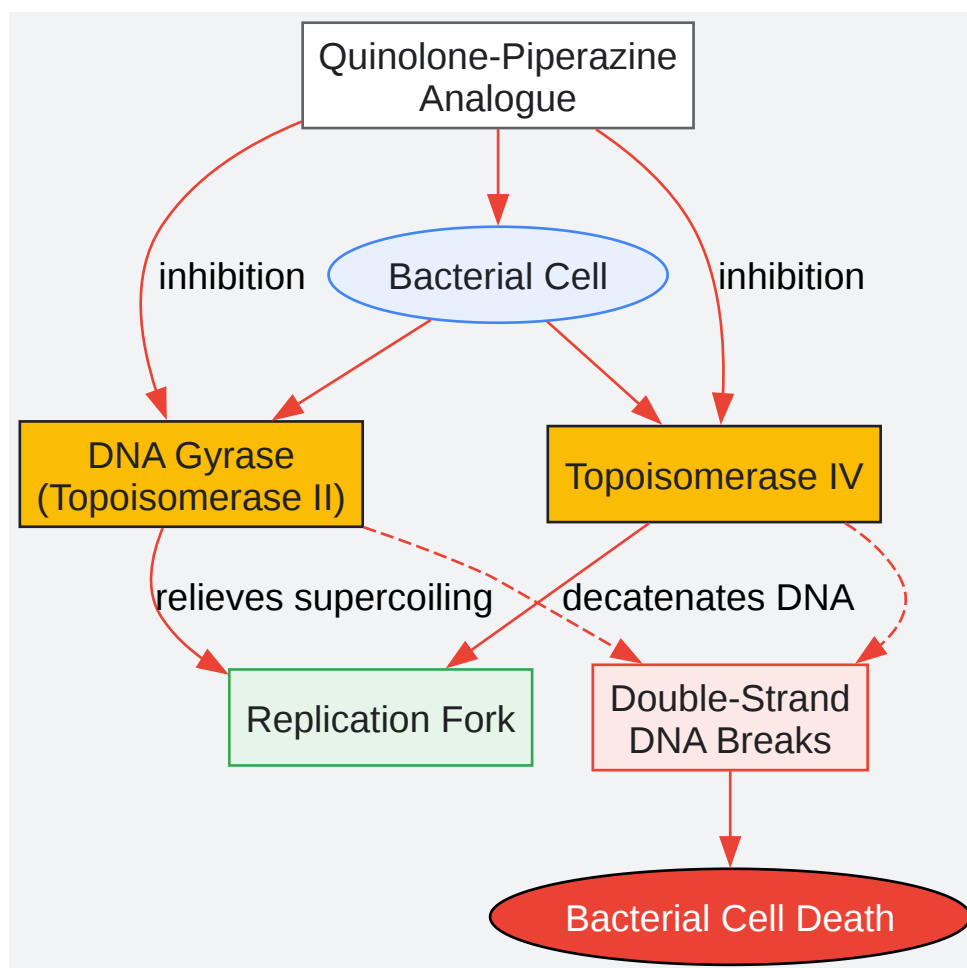 Quinolone-Piperazine
Analogue
inhibition
Bacterial Cell
inhibition
DNA Gyrase
(Topoisomerase II)
Topoisomerase IV
relieves supercoiling
decatenates DNA
Replication Fork
Double-Strand
DNA Breaks
Bacterial Cell Death